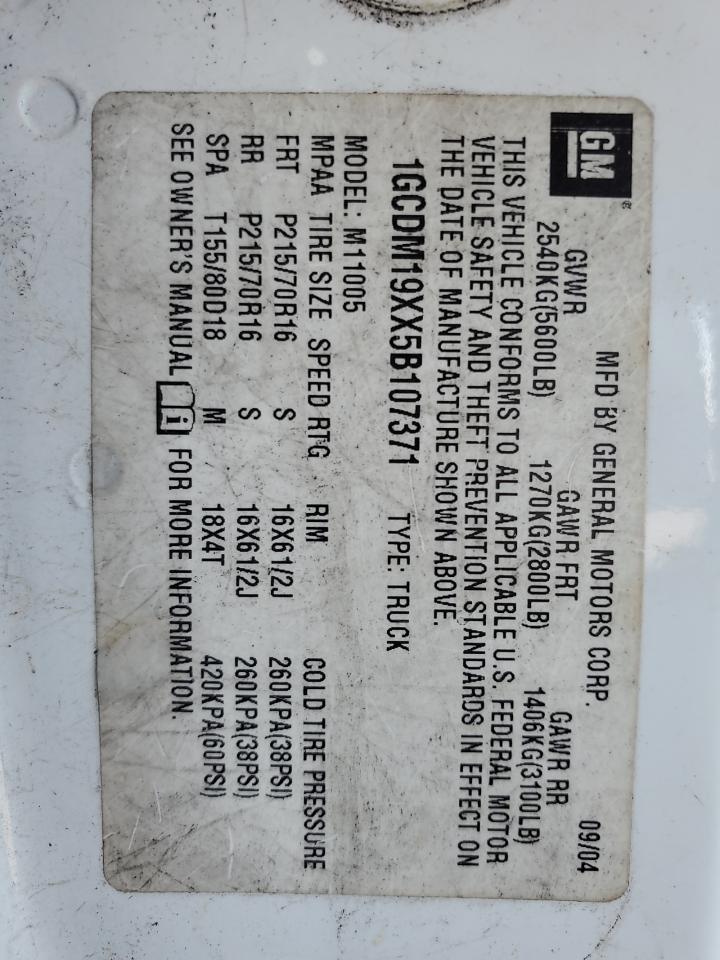 GM®
MFD BY GENERAL MOTORS CORP. 09/04
GVWR GAWR FRT GAWR RR
2540KG(5600LB) 1270KG(2800LB) 1406KG(3100LB)
THIS VEHICLE CONFORMS TO ALL APPLICABLE U.S. FEDERAL MOTOR
VEHICLE SAFETY AND THEFT PREVENTION STANDARDS IN EFFECT ON
THE DATE OF MANUFACTURE SHOWN ABOVE.
1GCDM19XX5B107371 TYPE: TRUCK
MODEL: M11005
MPAA TIRE SIZE SPEED RTG RIM COLD TIRE PRESSURE
FRT P215/70R16 S 16X6 1/2J 260KPA(38PSI)
RR P215/70R16 S 16X6 1/2J 260KPA(38PSI)
SPA T155/80D18 M 18X4T 420KPA(60PSI)
SEE OWNER'S MANUAL i FOR MORE INFORMATION.